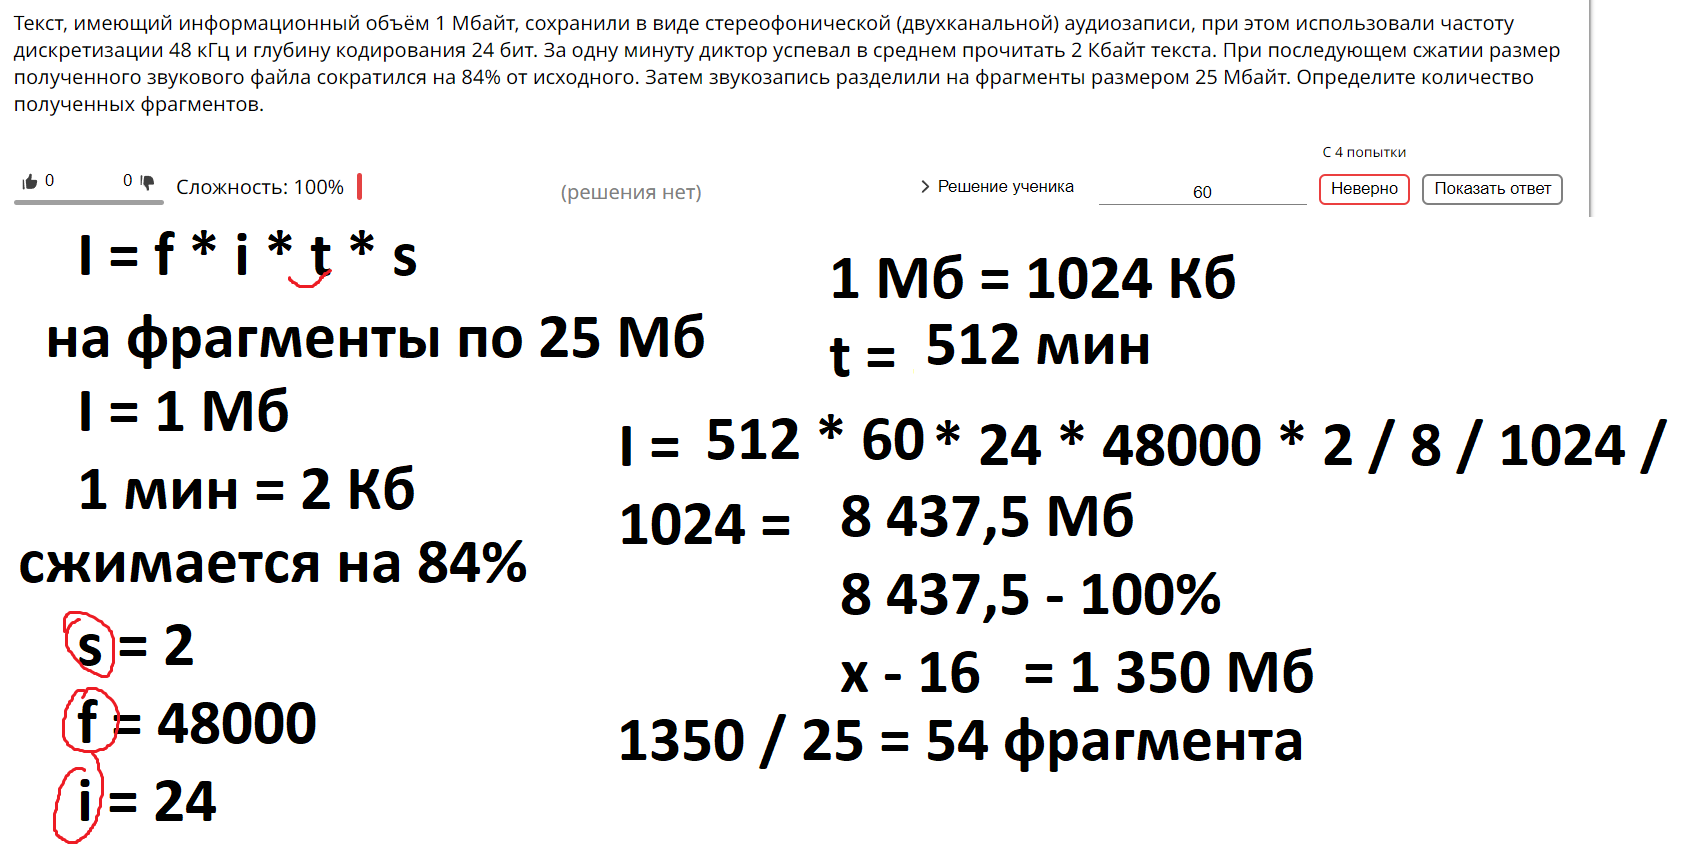 Текст, имеющий информационный объём 1 Мбайт, сохранили в виде стереофонической (двухканальной) аудиозаписи, при этом использовали частоту
дискретизации 48 кГц и глубину кодирования 24 бит. За одну минуту диктор успевал в среднем прочитать 2 Кбайт текста. При последующем сжатии размер
полученного звукового файла сократился на 84% от исходного. Затем звукозапись разделили на фрагменты размером 25 Мбайт. Определите количество
полученных фрагментов.
С 4 попытки
0 0 Сложность: 100% (решения нет) Решение ученика 60 Неверно Показать ответ
I = f * i * t * s
на фрагменты по 25 Мб
I = 1 Мб
1 мин = 2 Кб
сжимается на 84%
s = 2
f = 48000
i = 24
1 Мб = 1024 Кб
t = 512 мин
I = 512 * 60 * 24 * 48000 * 2 / 8 / 1024 /
1024 = 8 437,5 Мб
8 437,5 - 100%
x - 16 = 1 350 Мб
1350 / 25 = 54 фрагмента